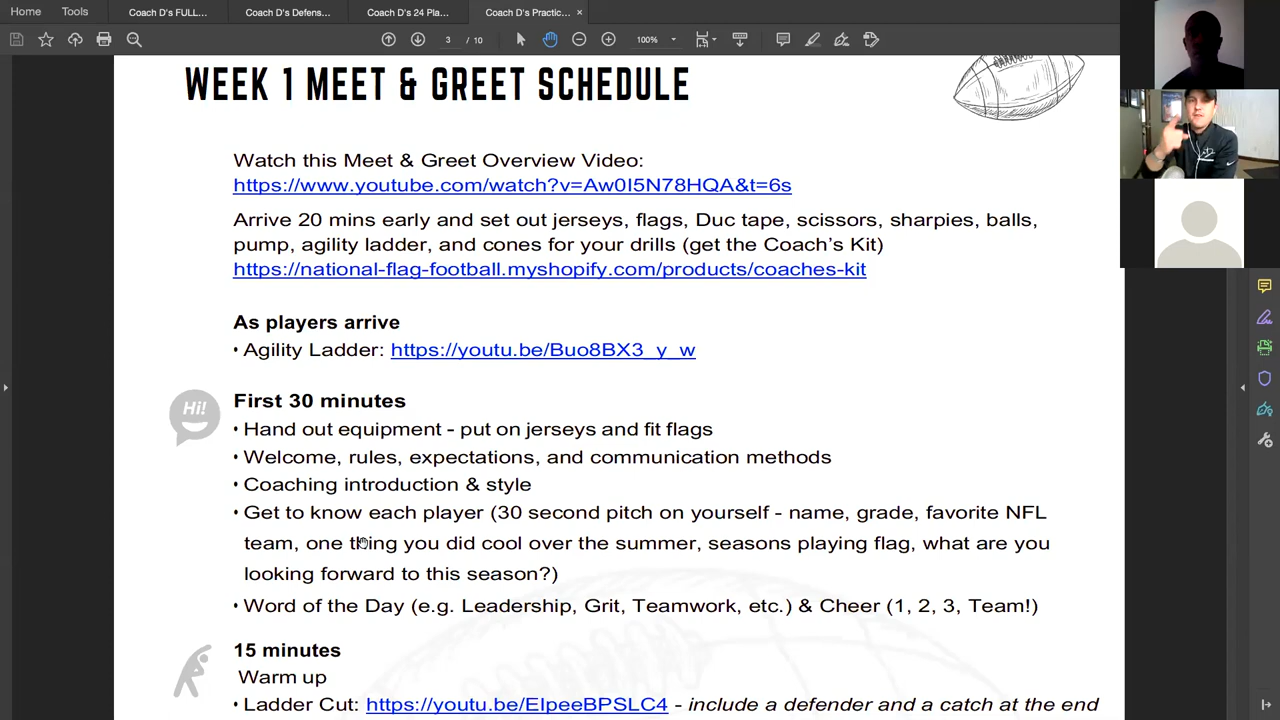 Home Tools Coach D's FULL... Coach D's Defens... Coach D's 24 Pla... Coach D's Practic... ×
3 / 10 100%
WEEK 1 MEET & GREET SCHEDULE
Watch this Meet & Greet Overview Video:
https://www.youtube.com/watch?v=Aw0I5N78HQA&t=6s
Arrive 20 mins early and set out jerseys, flags, Duc tape, scissors, sharpies, balls,
pump, agility ladder, and cones for your drills (get the Coach’s Kit)
https://national-flag-football.myshopify.com/products/coaches-kit
As players arrive
• Agility Ladder: https://youtu.be/Buo8BX3_y_w
Hi!
First 30 minutes
• Hand out equipment - put on jerseys and fit flags
• Welcome, rules, expectations, and communication methods
• Coaching introduction & style
• Get to know each player (30 second pitch on yourself - name, grade, favorite NFL
team, one thing you did cool over the summer, seasons playing flag, what are you
looking forward to this season?)
• Word of the Day (e.g. Leadership, Grit, Teamwork, etc.) & Cheer (1, 2, 3, Team!)
15 minutes
Warm up
• Ladder Cut: https://youtu.be/EIpeeBPSLC4 - include a defender and a catch at the end